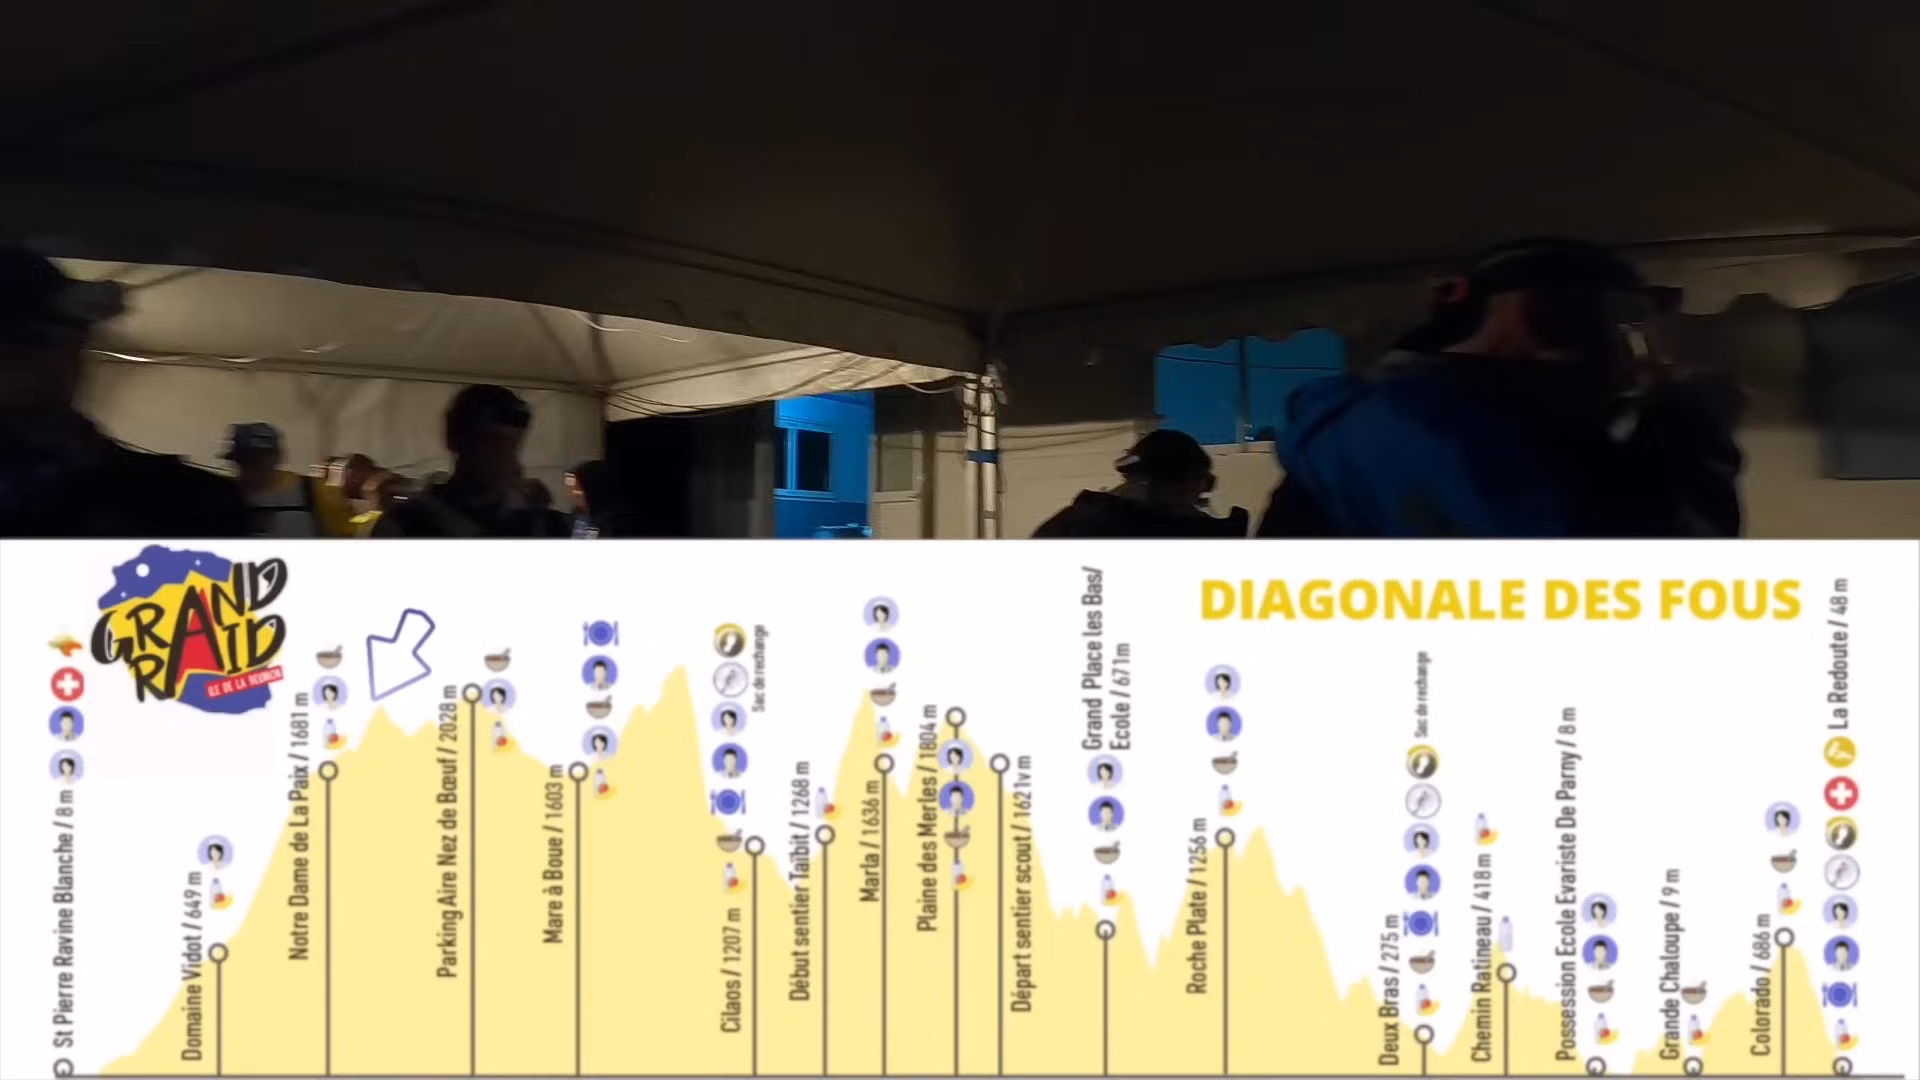 GRAND
RAID
ILE DE LA REUNION
DIAGONALE DES FOUS
St Pierre Ravine Blanche / 8 m
Domaine Vidot / 649 m
Notre Dame de La Paix / 1681 m
Parking Aire Nez de Bœuf / 2028 m
Mare à Boue / 1603 m
Cilaos / 1207 m
Sac de rechange
Début sentier Taïbit / 1268 m
Marla / 1636 m
Plaine des Merles / 1804 m
Départ sentier scout / 1621v m
Grand Place les Bas/
Ecole / 671m
Roche Plate / 1256 m
Deux Bras / 275 m
Sac de rechange
Chemin Ratineau / 418 m
Possession Ecole Evariste De Parny / 8 m
Grande Chaloupe / 9 m
Colorado / 686 m
La Redoute / 48 m